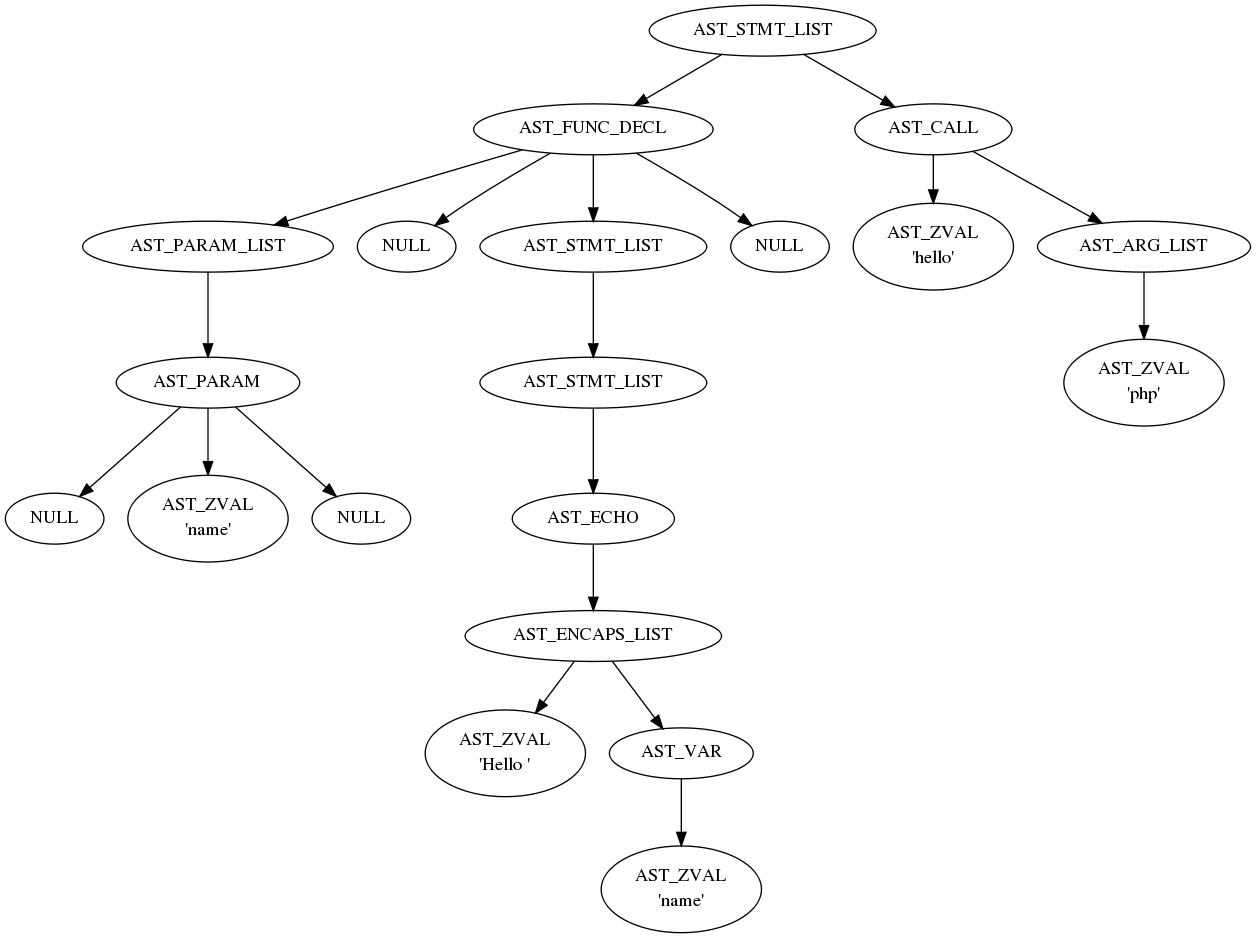 AST_STMT_LIST
AST_FUNC_DECL
AST_CALL
AST_PARAM_LIST
NULL
AST_STMT_LIST
NULL
AST_ZVAL
'hello'
AST_ARG_LIST
AST_PARAM
AST_STMT_LIST
AST_ZVAL
'php'
NULL
AST_ZVAL
'name'
NULL
AST_ECHO
AST_ENCAPS_LIST
AST_ZVAL
'Hello '
AST_VAR
AST_ZVAL
'name'